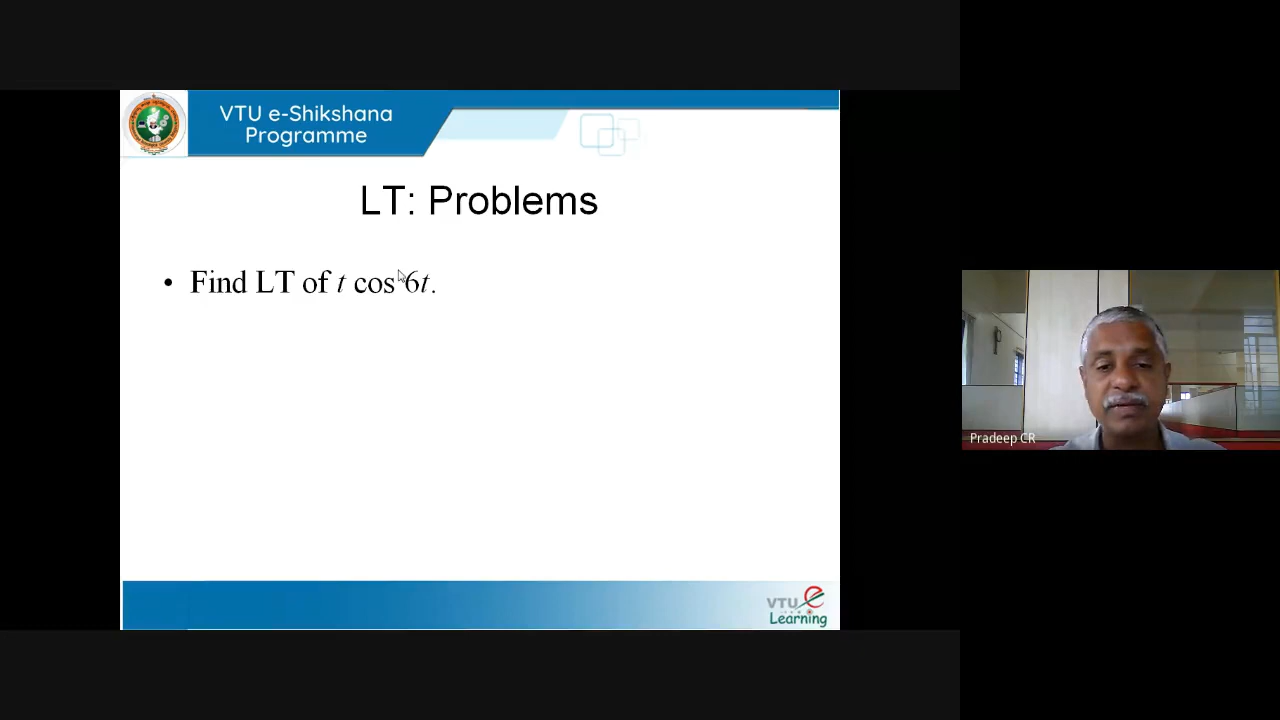 VTU e-Shikshana
Programme
LT: Problems
• Find LT of t cos 6t.
Pradeep CR
VTU e
Learning